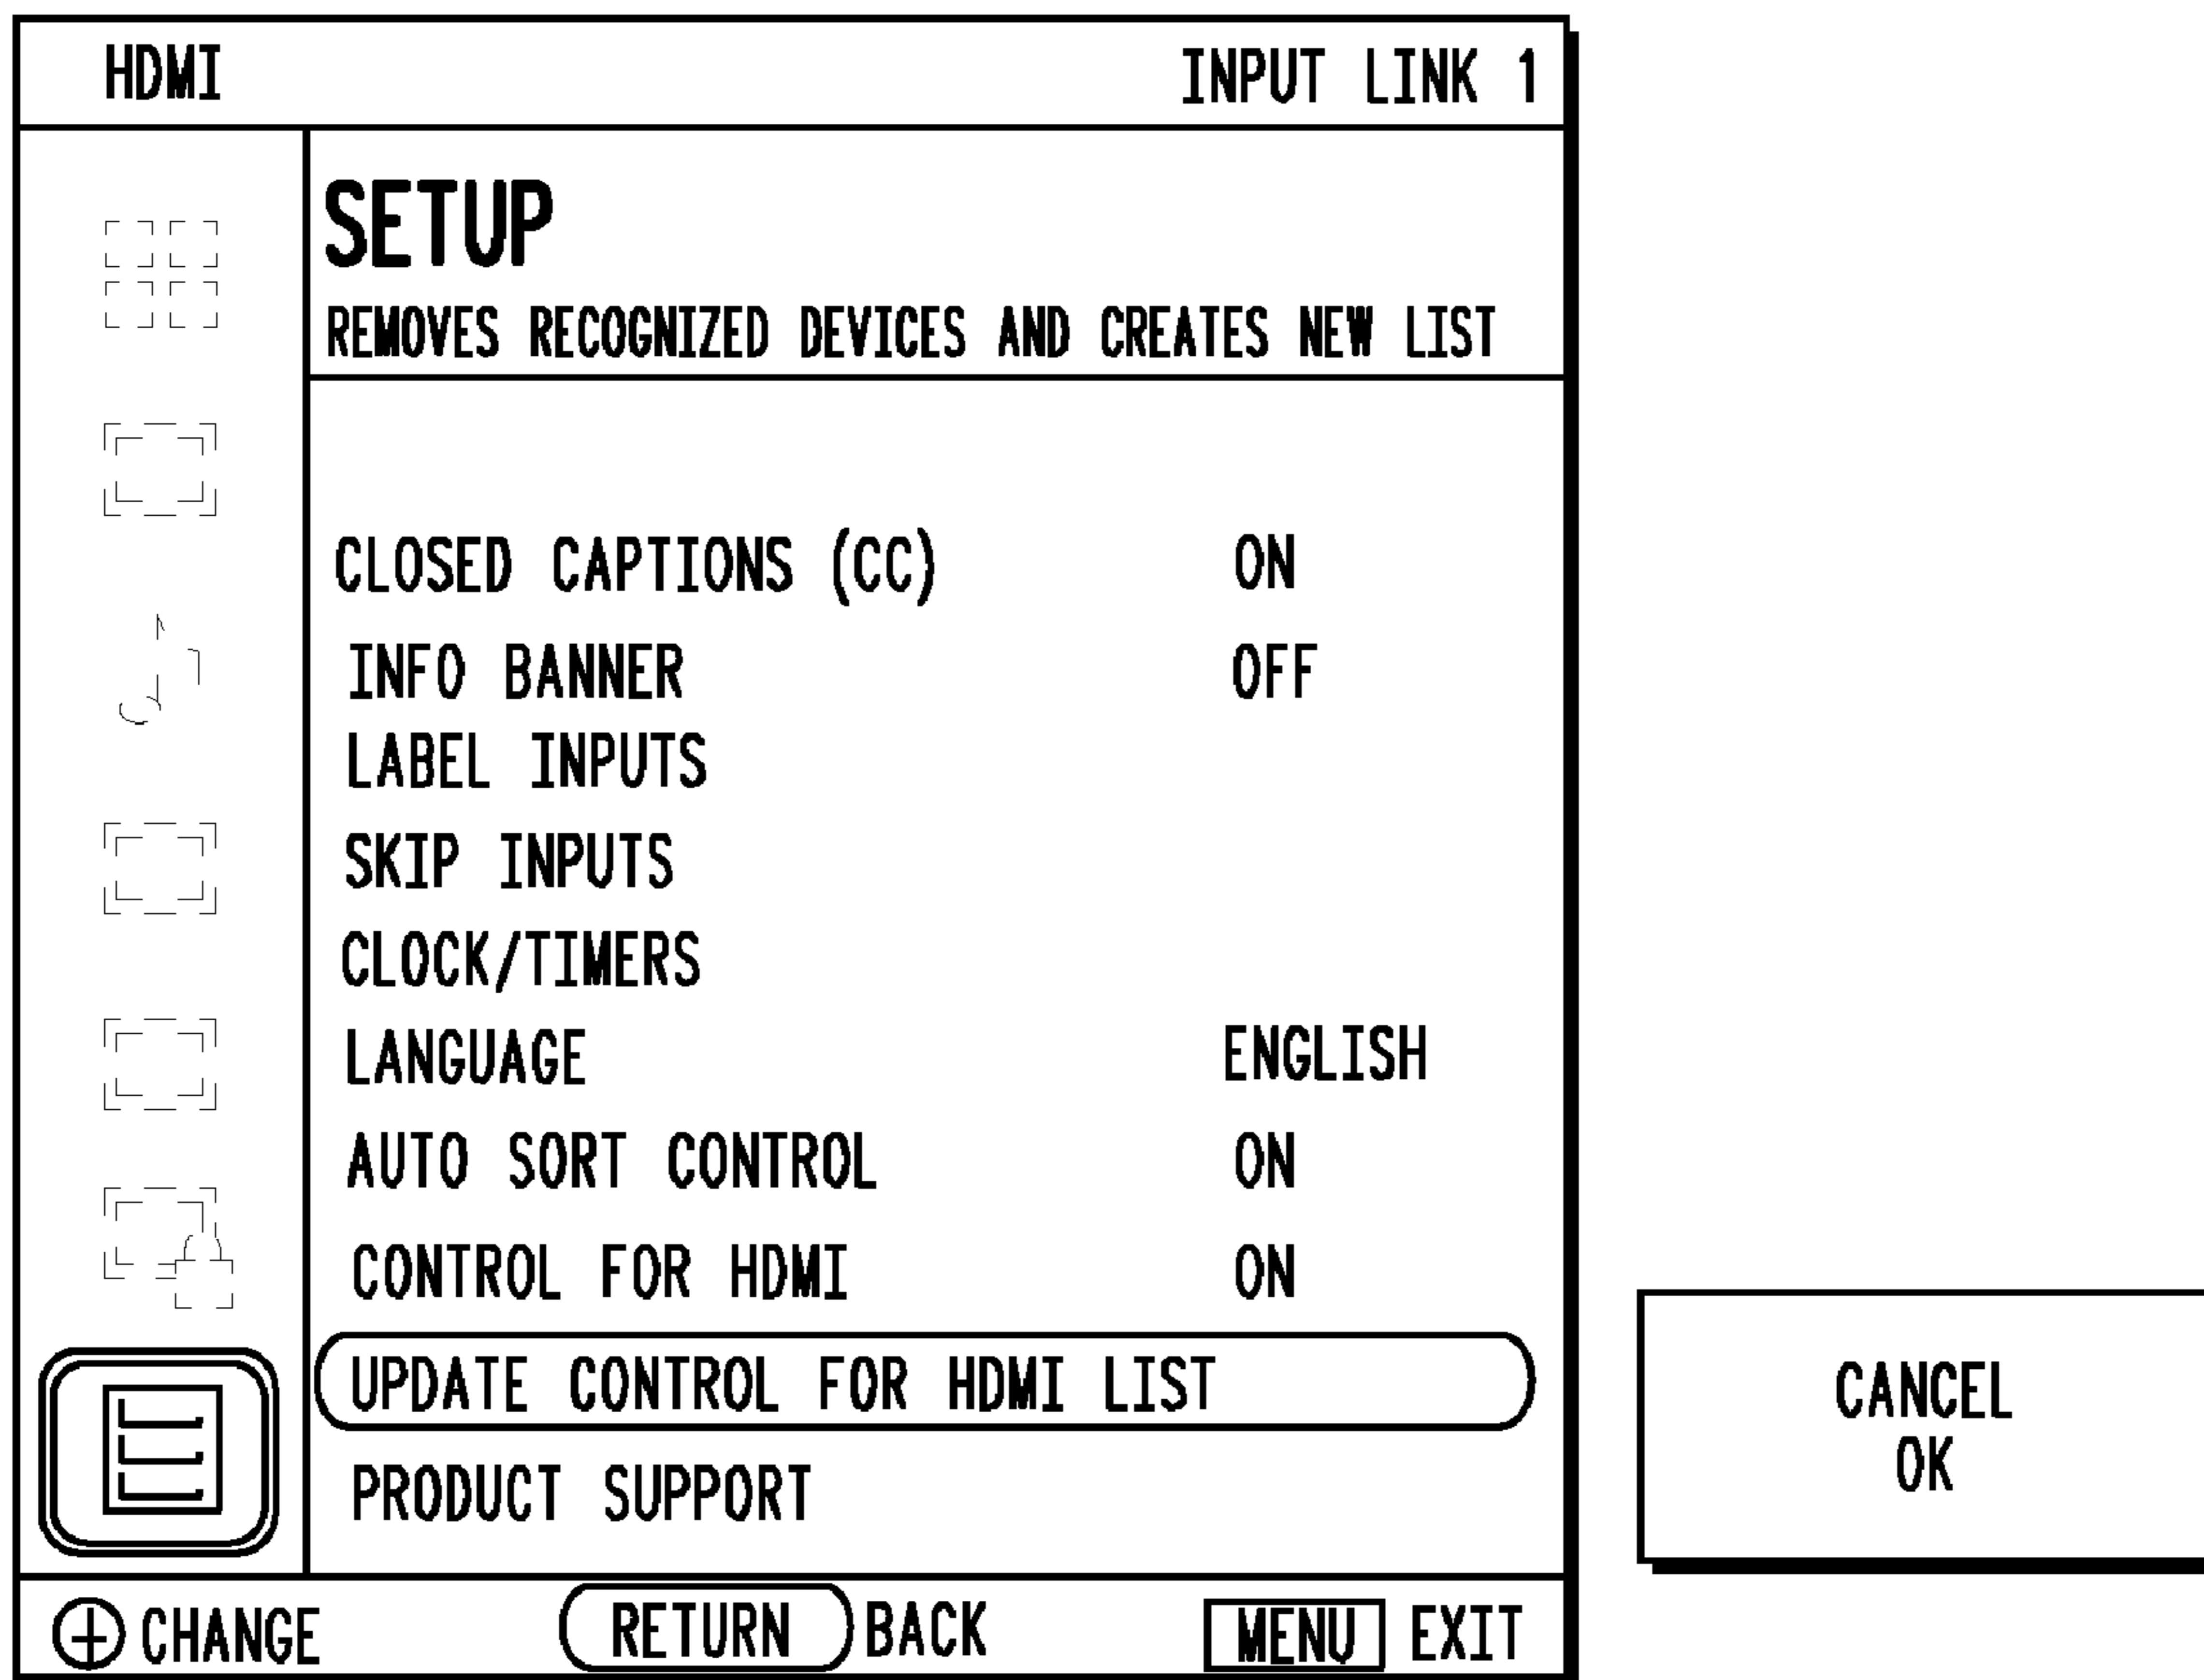 HDMI INPUT LINK 1
SETUP
REMOVES RECOGNIZED DEVICES AND CREATES NEW LIST
CLOSED CAPTIONS (CC) ON
INFO BANNER OFF
LABEL INPUTS
SKIP INPUTS
CLOCK/TIMERS
LANGUAGE ENGLISH
AUTO SORT CONTROL ON
CONTROL FOR HDMI ON
UPDATE CONTROL FOR HDMI LIST
PRODUCT SUPPORT
CANCEL
OK
CHANGE RETURN BACK MENU EXIT